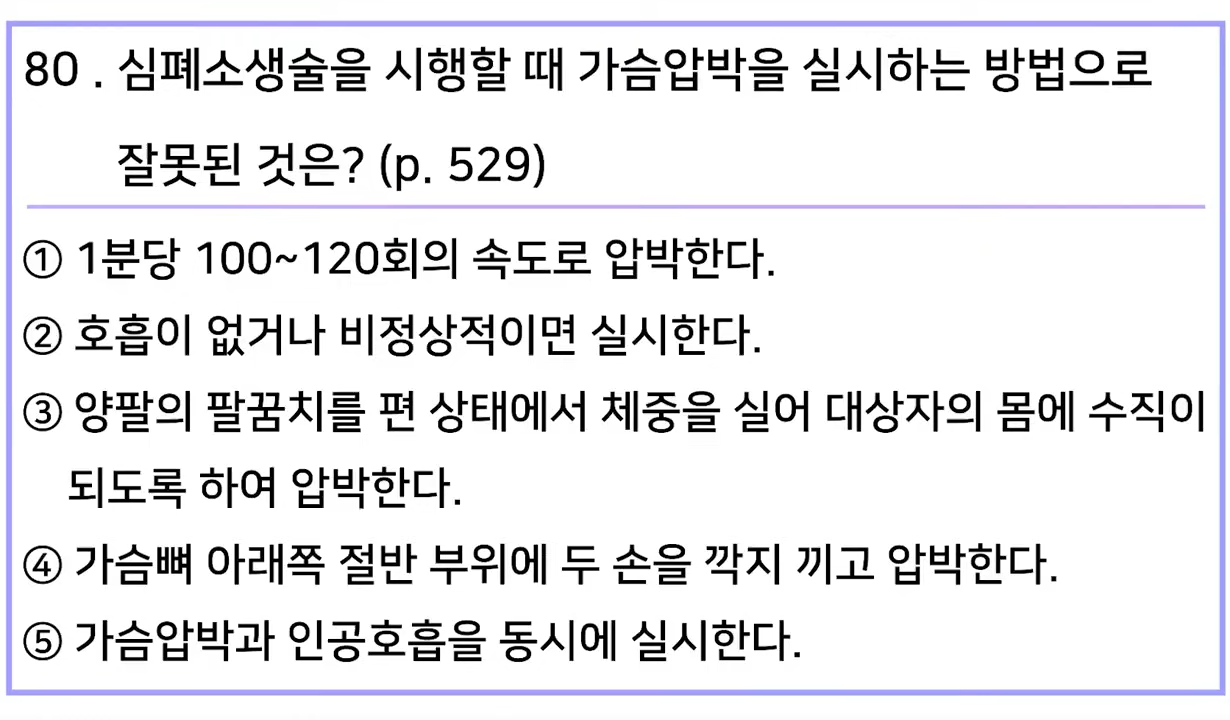 80 . 심폐소생술을 시행할 때 가슴압박을 실시하는 방법으로
잘못된 것은? (p. 529)
① 1분당 100~120회의 속도로 압박한다.
② 호흡이 없거나 비정상적이면 실시한다.
③ 양팔의 팔꿈치를 편 상태에서 체중을 실어 대상자의 몸에 수직이
되도록 하여 압박한다.
④ 가슴뼈 아래쪽 절반 부위에 두 손을 깍지 끼고 압박한다.
⑤ 가슴압박과 인공호흡을 동시에 실시한다.